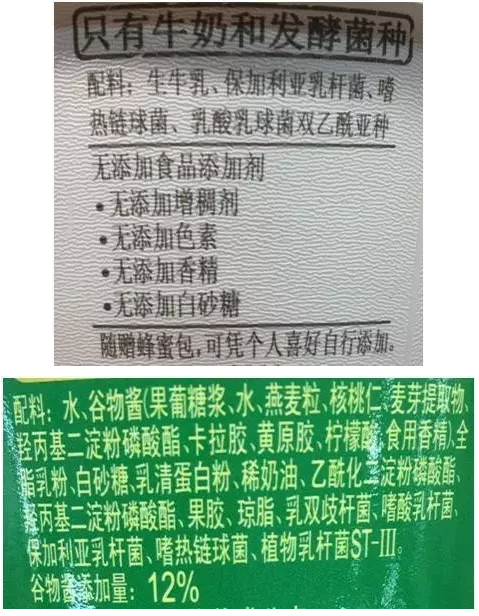 只有牛奶和发酵菌种
配料：生牛乳、保加利亚乳杆菌、嗜
热链球菌、乳酸乳球菌双乙酰亚种
无添加食品添加剂
•无添加增稠剂
•无添加色素
•无添加香精
•无添加白砂糖
随赠蜂蜜包，可凭个人喜好自行添加。
配料：水、谷物酱(果葡糖浆、水、燕麦粒、核桃仁 麦芽提取物、
羟丙基二淀粉磷酸酯、卡拉胶、黄原胶、柠檬酸 食用香精)、全
脂乳粉、白砂糖、乳清蛋白粉、稀奶油、乙酰化二淀粉磷酸酯、
丙基二淀粉磷酸酯、果胶、琼脂、乳双歧杆菌、嗜酸乳杆菌、
保加利亚乳杆菌、嗜热链球菌、植物乳杆菌ST-III。
谷物酱添加量：12%